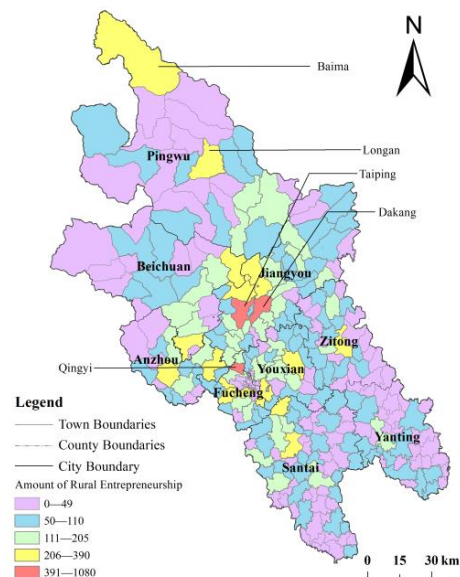 N
Baima
Longan
Pingwu
Taiping
Dakang
Beichuan
Jiangyou
Zitong
Anzhou
Qingyi
Youxian
Fucheng
Legend
Town Boundaries
County Boundaries
City Boundary
Yanting
Santai
Amount of Rural Entrepreneurship
0—49
50—110
111—205
206—390
391—1080
0 15 30 km